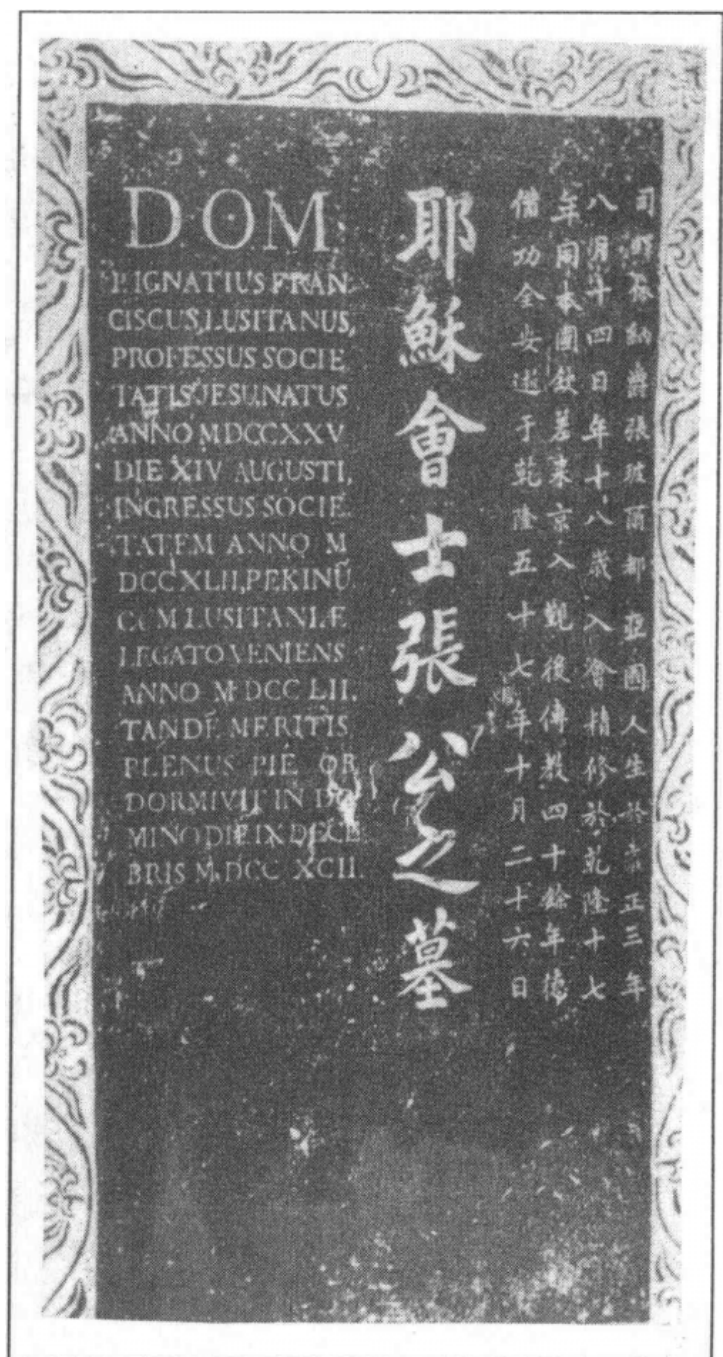 D·O·M
P. IGNATIUS FRAN
CISCUS, LUSITANUS,
PROFESSUS SOCIE
TATIS JESU, NATUS
ANNO MDCCXXV
DIE XIV AUGUSTI,
INGRESSUS SOCIE
TATEM ANNO M
DCCXLII, PEKINŪ
CUM LUSITANIÆ
LEGATO VENIENS
ANNO MDCCLII.
TANDĒ MERITIS
PLENUS PIE OB
DORMIVIT IN DO
MINO DIE IX DECĒ
BRIS MDCC XCII.
耶穌會士張公之墓
司鐸依納爵張玻爾都亞國人生於雍正三年
八月十四日年十八歲入會精修於乾隆十七
年同本國欽差來京入覲後傳教四十餘年德
備功全安逝于乾隆五十七年十月二十六日